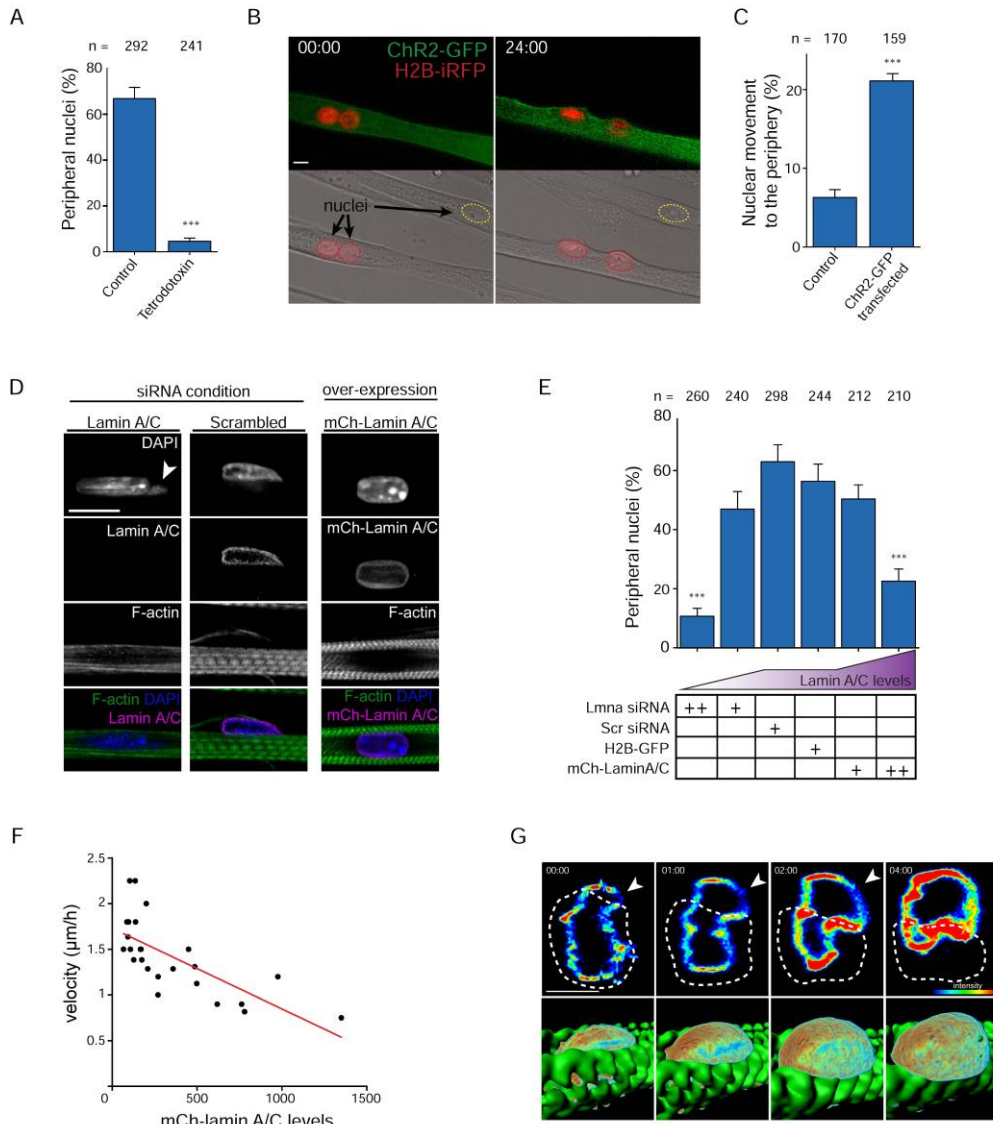 A
n = 292 241
Peripheral nuclei (%)
80
60
40
20
0
Control
Tetrodotoxin
***
B
00:00
ChR2-GFP
H2B-iRFP
24:00
nuclei
C
n = 170 159
Nuclear movement
to the periphery (%)
20
10
0
***
Control
ChR2-GFP
transfected
D
siRNA condition
over-expression
Lamin A/C
Scrambled
mCh-Lamin A/C
DAPI
Lamin A/C
mCh-Lamin A/C
F-actin
F-actin
F-actin DAPI
Lamin A/C
F-actin DAPI
mCh-Lamin A/C
E
n = 260 240 298 244 212 210
Peripheral nuclei (%)
80
60
40
20
0
***
***
Lamin A/C levels
Lmna siRNA ++ +
Scr siRNA +
H2B-GFP +
mCh-LaminA/C + ++
F
velocity (µm/h)
2.5
2
1.5
1
0.5
0 500 1000 1500
mCh-lamin A/C levels
G
00:00
01:00
02:00
04:00
intensity